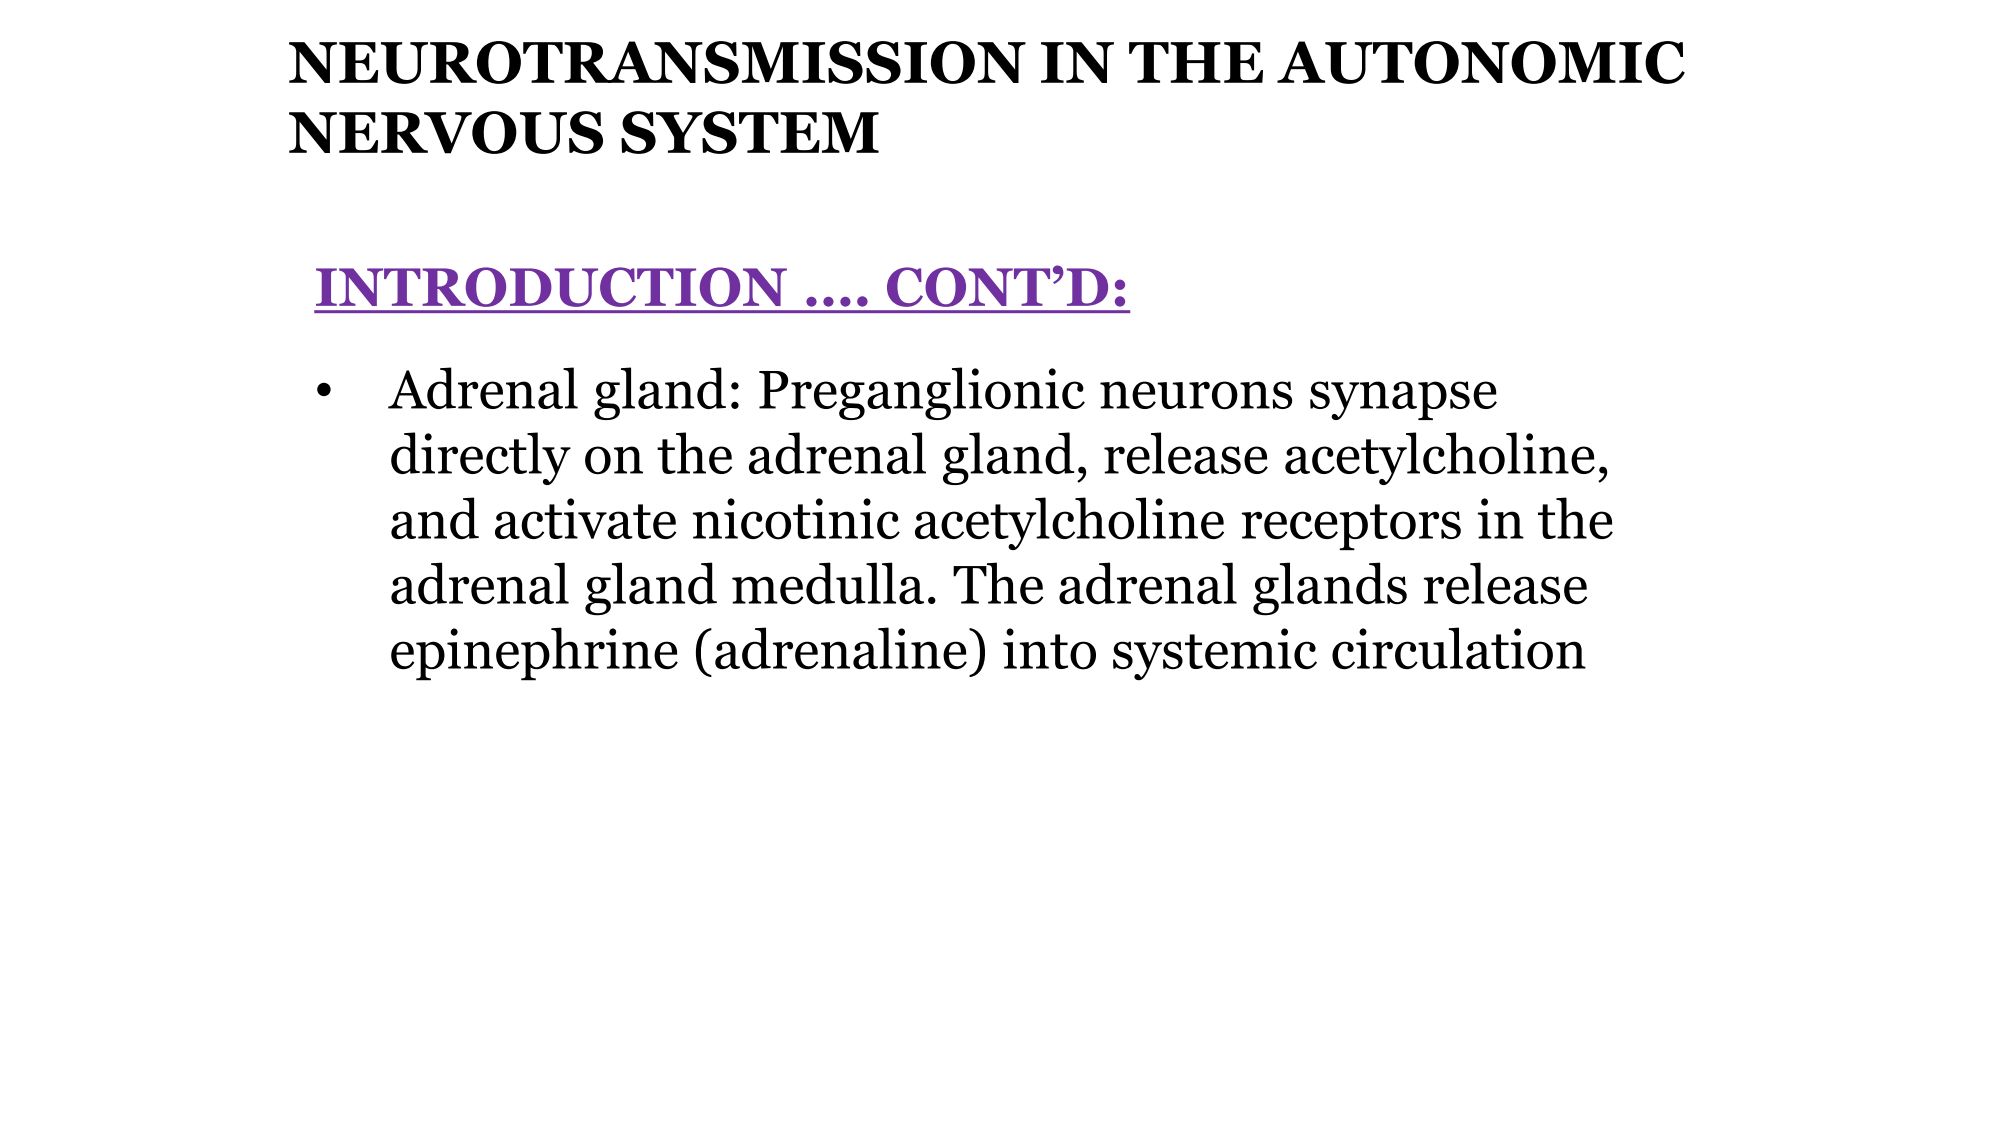 NEUROTRANSMISSION IN THE AUTONOMIC
NERVOUS SYSTEM
INTRODUCTION .... CONT’D:
• Adrenal gland: Preganglionic neurons synapse
directly on the adrenal gland, release acetylcholine,
and activate nicotinic acetylcholine receptors in the
adrenal gland medulla. The adrenal glands release
epinephrine (adrenaline) into systemic circulation